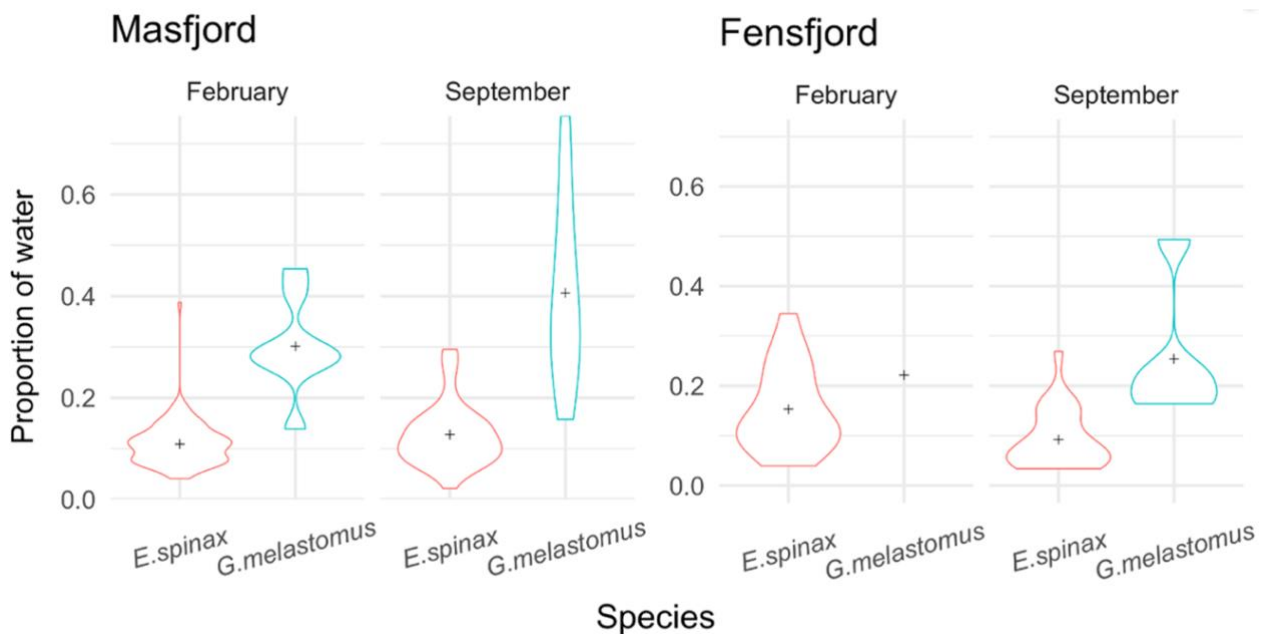 Masfjord
Fensfjord
February
September
February
September
Proportion of water
0.6
0.4
0.2
0.0
0.6
0.4
0.2
0.0
E.spinax
G.melastomus
E.spinax
G.melastomus
E.spinax
G.melastomus
E.spinax
G.melastomus
Species